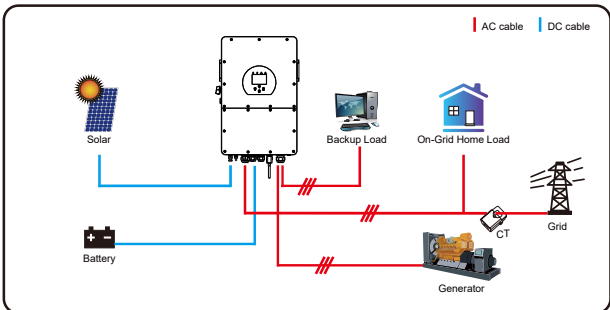 AC cable
DC cable
Solar
Backup Load
On-Grid Home Load
CT
Grid
Battery
Generator